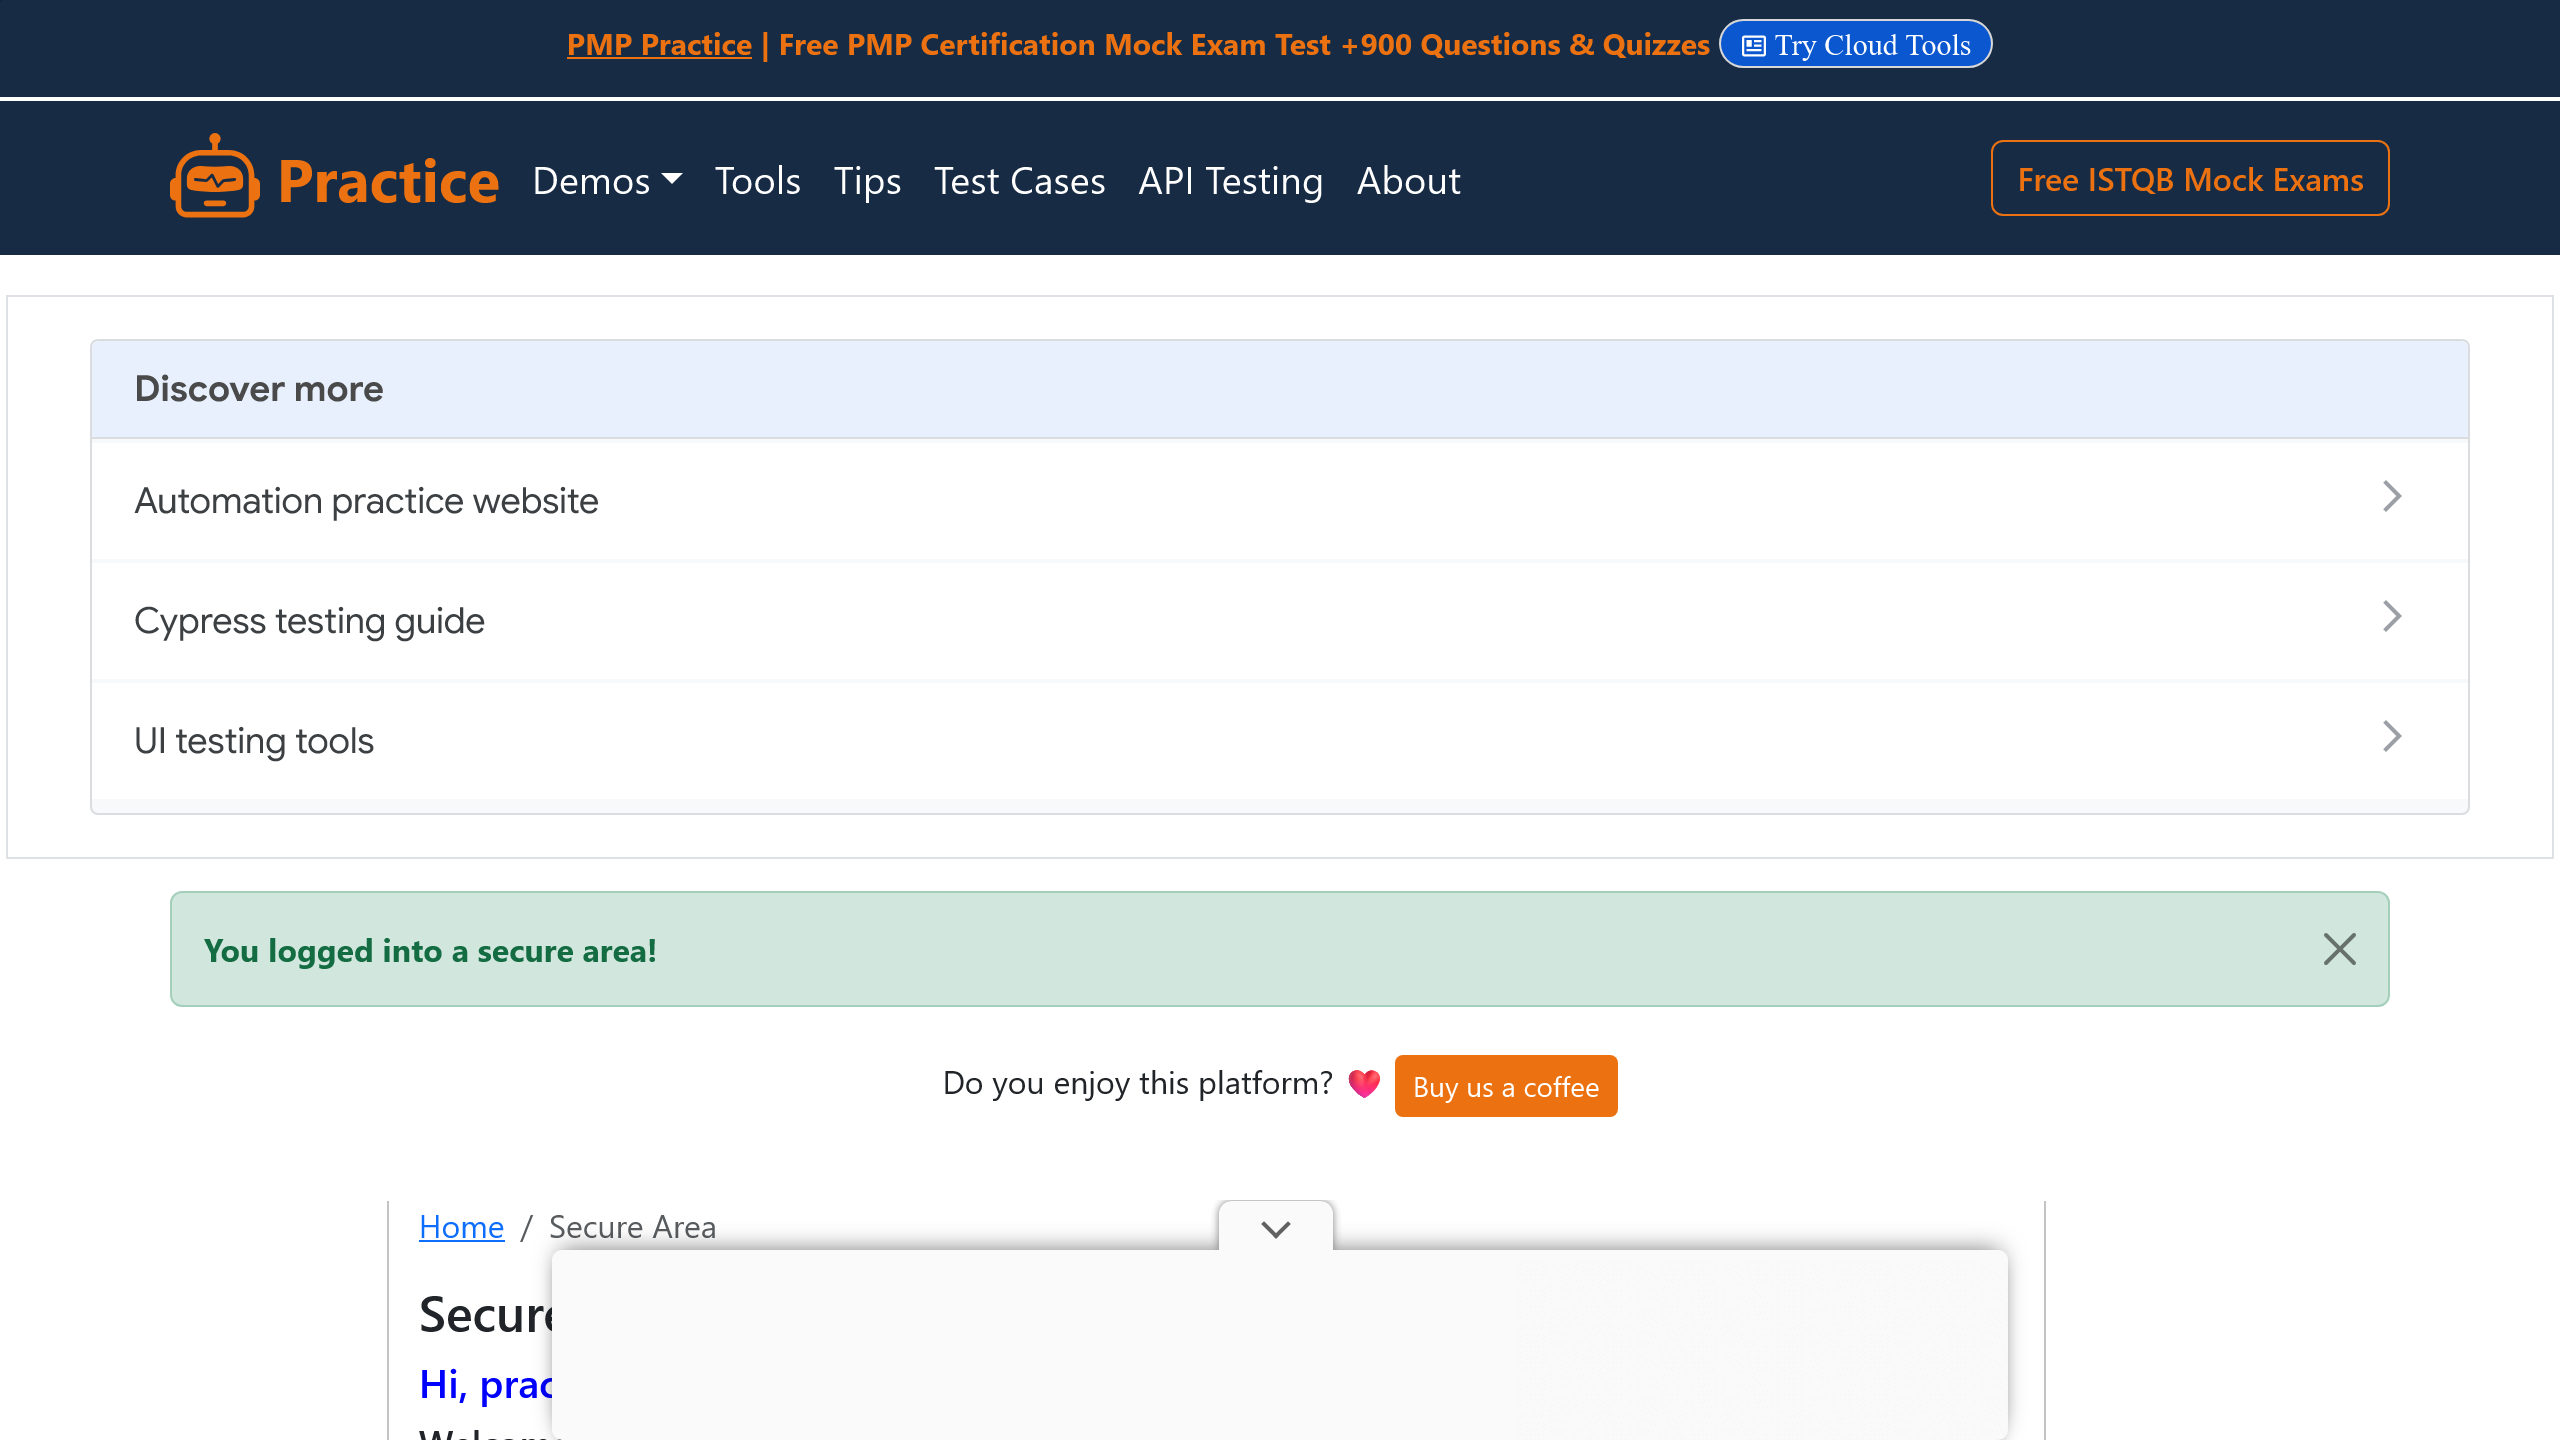 PMP Practice | Free PMP Certification Mock Exam Test +900 Questions & Quizzes Try Cloud Tools
Practice Demos Tools Tips Test Cases API Testing About Free ISTQB Mock Exams
Discover more
Automation practice website
Cypress testing guide
UI testing tools
You logged into a secure area!
Do you enjoy this platform? Buy us a coffee
Home / Secure Area
Secure
Hi,